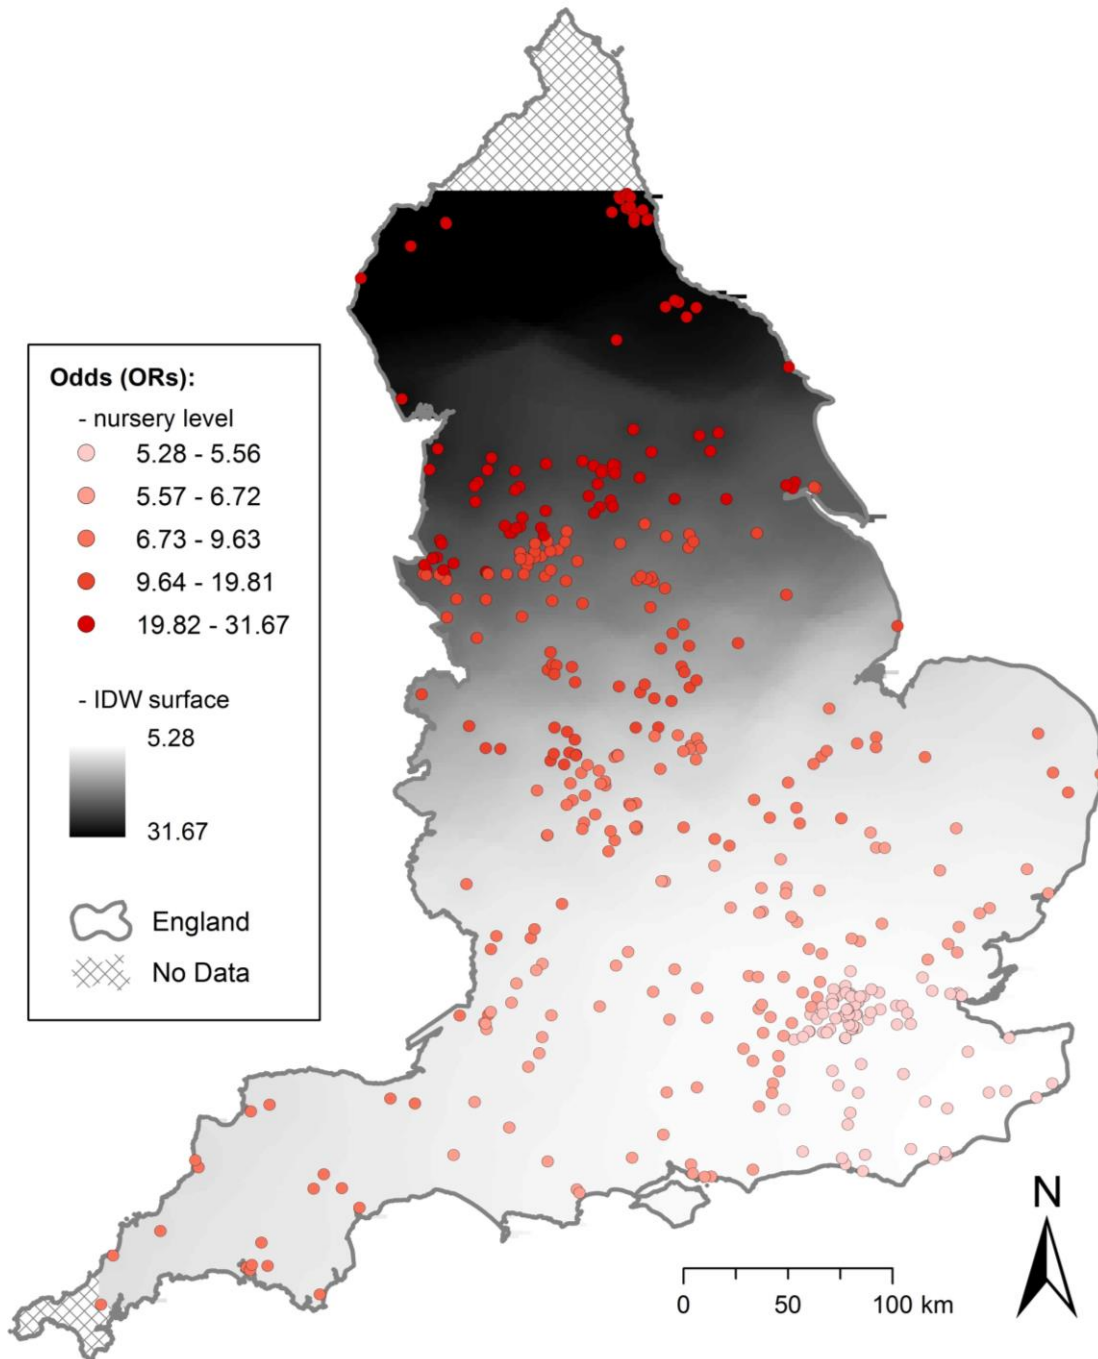 Odds (ORs):
- nursery level
5.28 - 5.56
5.57 - 6.72
6.73 - 9.63
9.64 - 19.81
19.82 - 31.67
- IDW surface
5.28
31.67
England
No Data
N
0 50 100 km